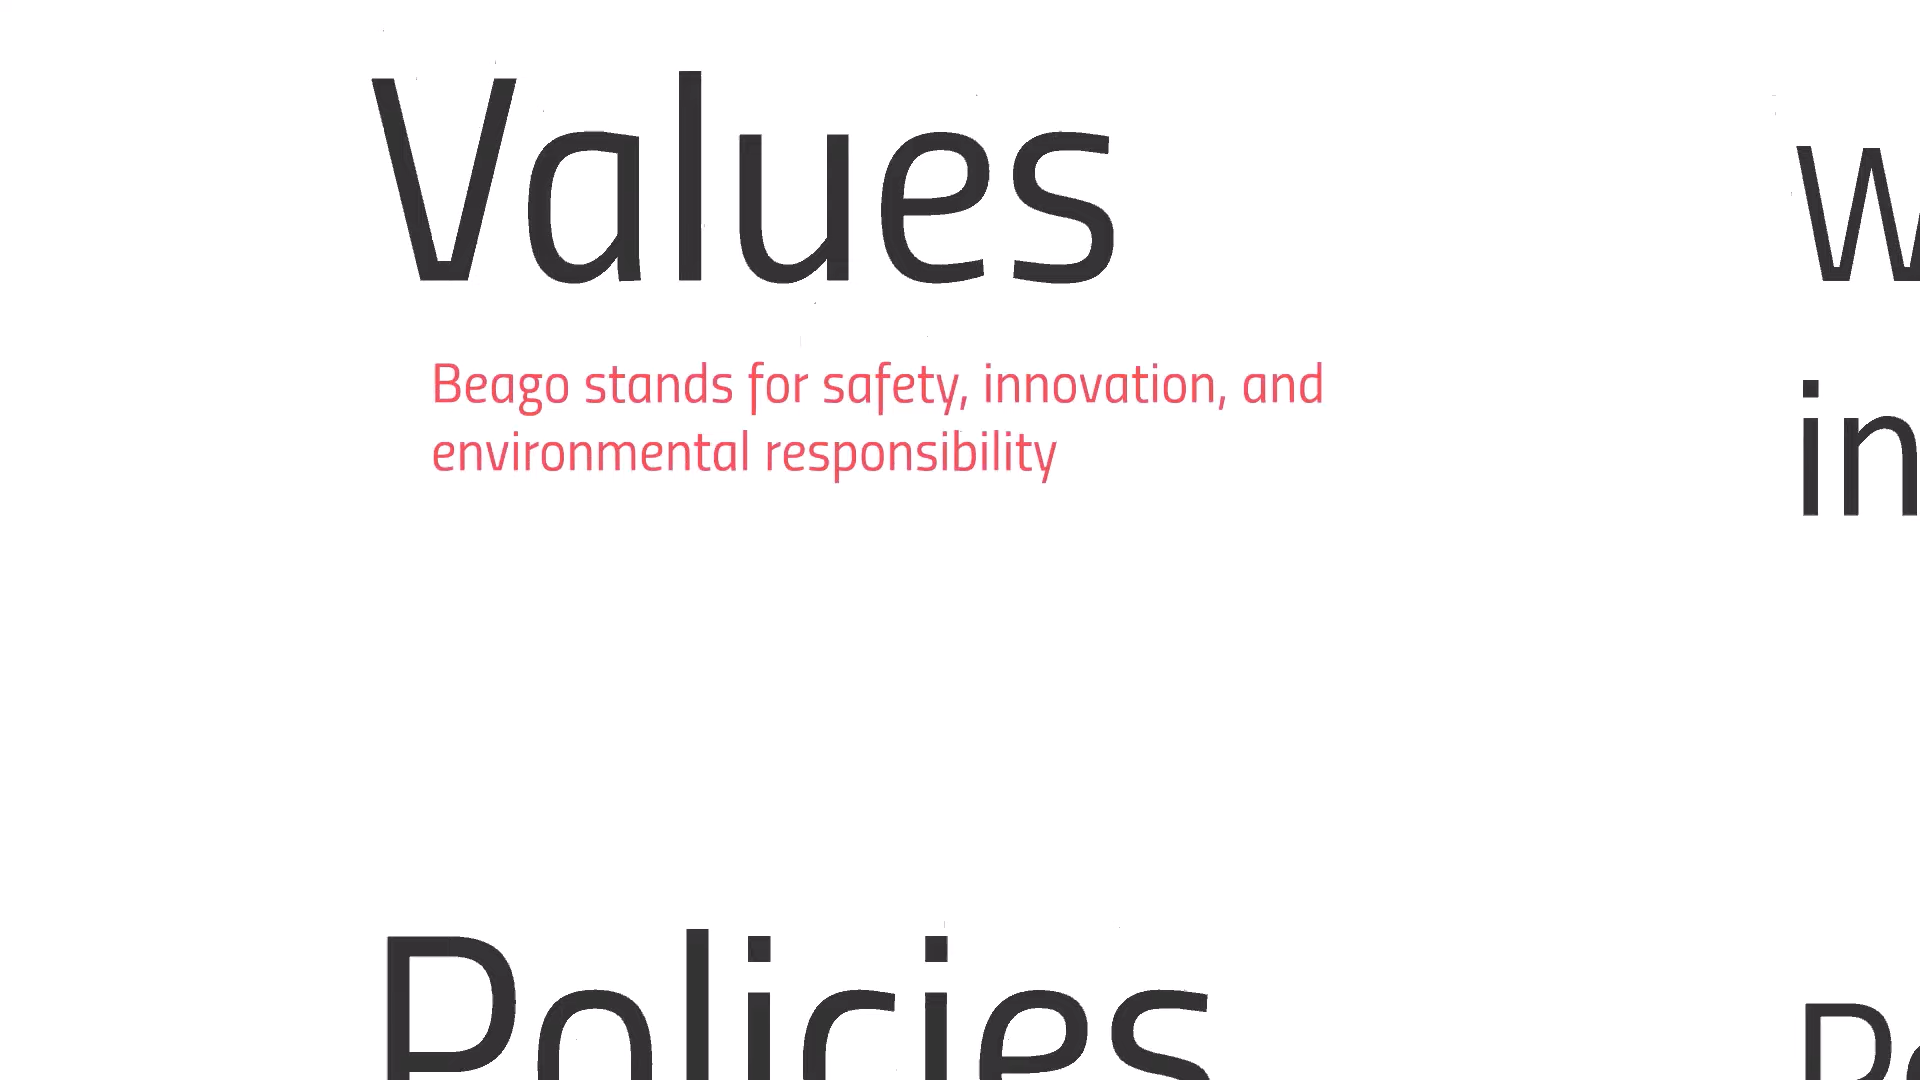 Values
Beago stands for safety, innovation, and
environmental responsibility
Policies